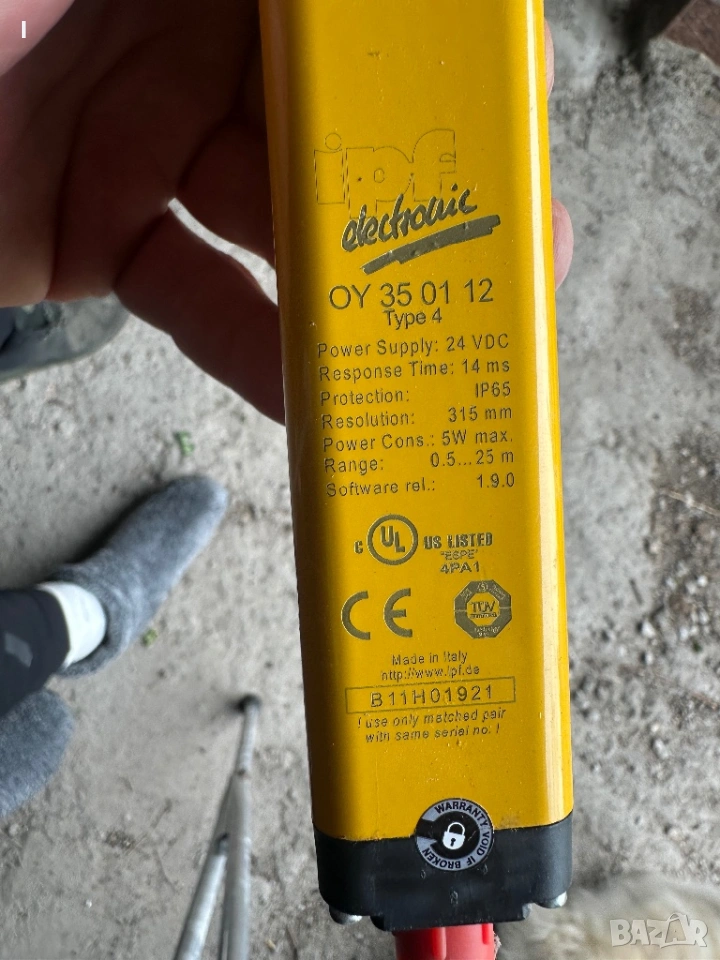 ipf
electronic
OY 35 01 12
Type 4
Power Supply: 24 VDC
Response Time: 14 ms
Protection: IP65
Resolution: 315 mm
Power Cons.: 5W max.
Range: 0.5...25 m
Software rel.: 1.9.0
c UL US LISTED
"ESPE"
4PA1
CE
TÜV
Made in Italy
http://www.ipf.de
B11H01921
! use only matched pair
with same serial no. !
WARRANTY VOID IF BROKEN
BAZAR